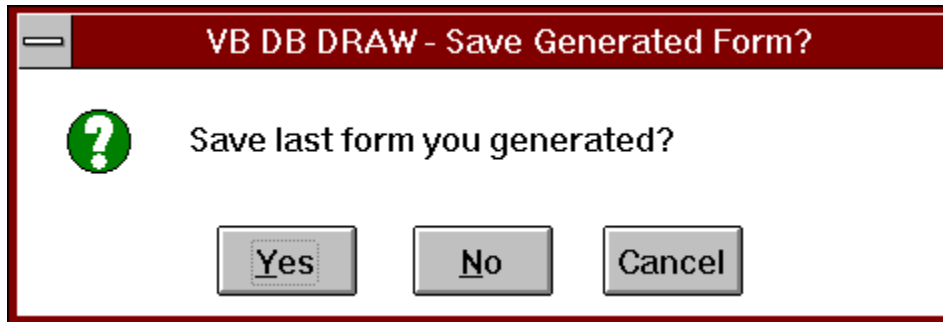 VB DB DRAW - Save Generated Form?
?
Save last form you generated?
Yes No Cancel